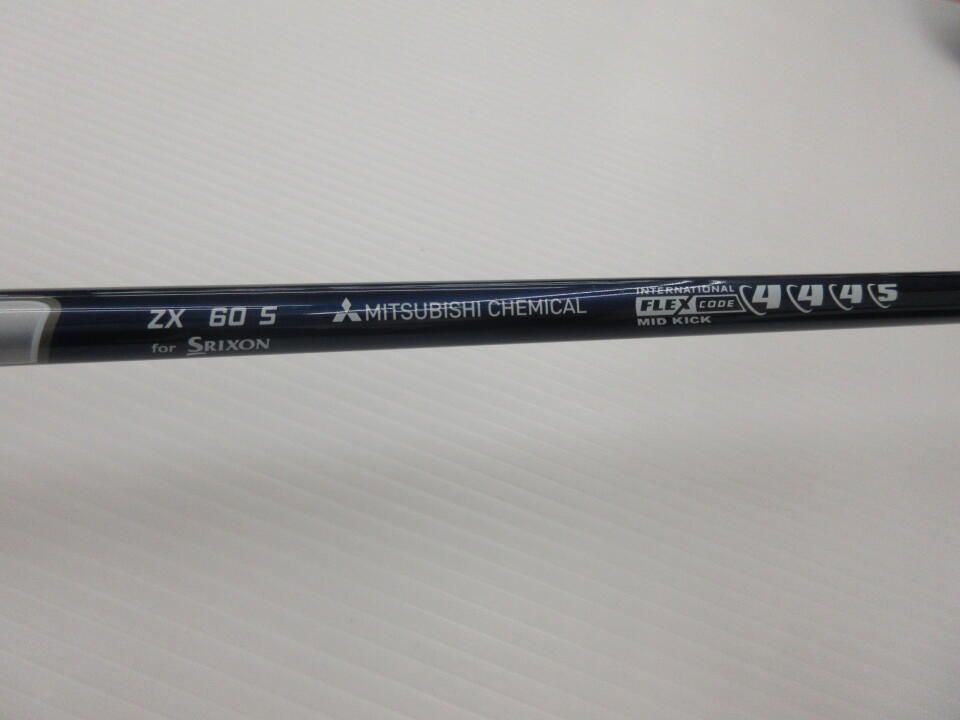 ZX 60 S
for SRIXON
MITSUBISHI CHEMICAL
INTERNATIONAL
FLEX CODE
MID KICK
4 4 4 5